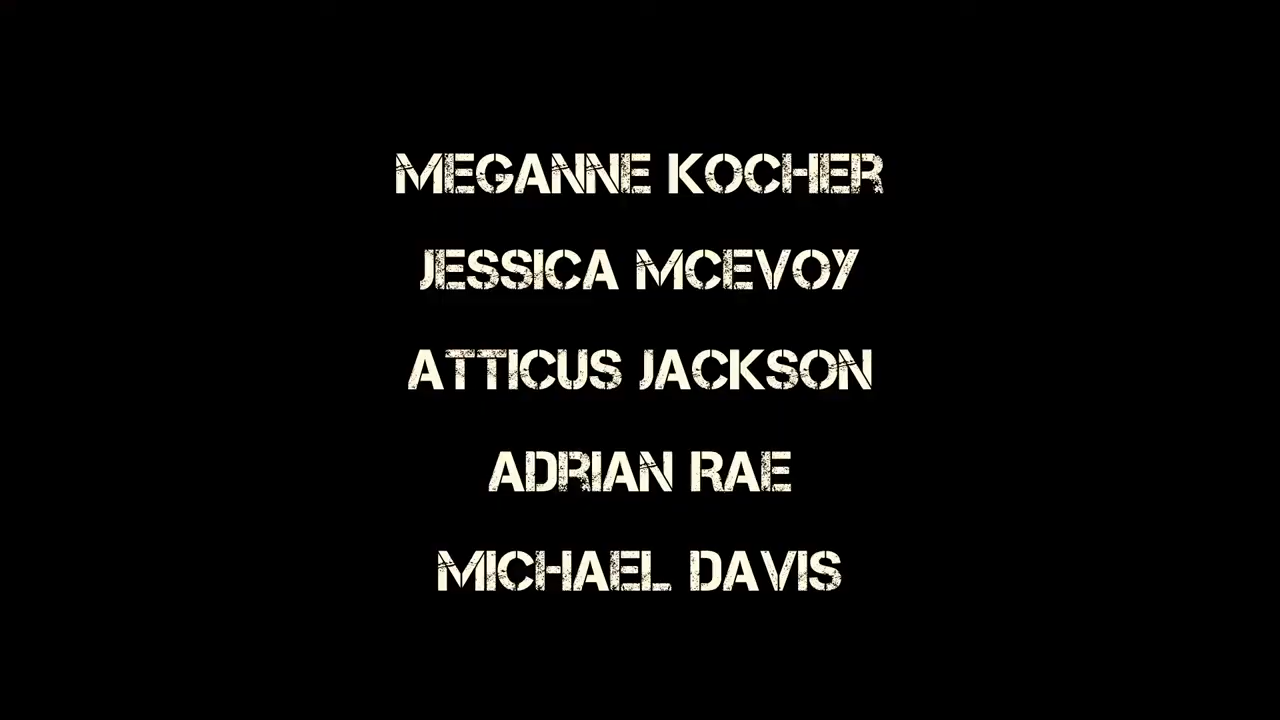 MEGANNE KOCHER
JESSICA MCEVOY
ATTICUS JACKSON
ADRIAN RAE
MICHAEL DAVIS